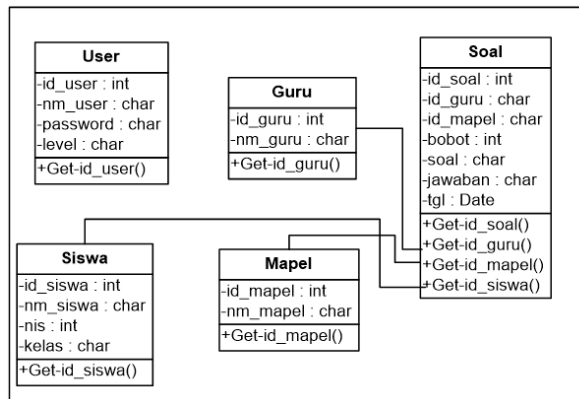 User
-id_user : int
-nm_user : char
-password : char
-level : char
+Get-id_user()
Guru
-id_guru : int
-nm_guru : char
+Get-id_guru()
Soal
-id_soal : int
-id_guru : char
-id_mapel : char
-bobot : int
-soal : char
-jawaban : char
-tgl : Date
+Get-id_soal()
+Get-id_guru()
+Get-id_mapel()
+Get-id_siswa()
Siswa
-id_siswa : int
-nm_siswa : char
-nis : int
-kelas : char
+Get-id_siswa()
Mapel
-id_mapel : int
-nm_mapel : char
+Get-id_mapel()